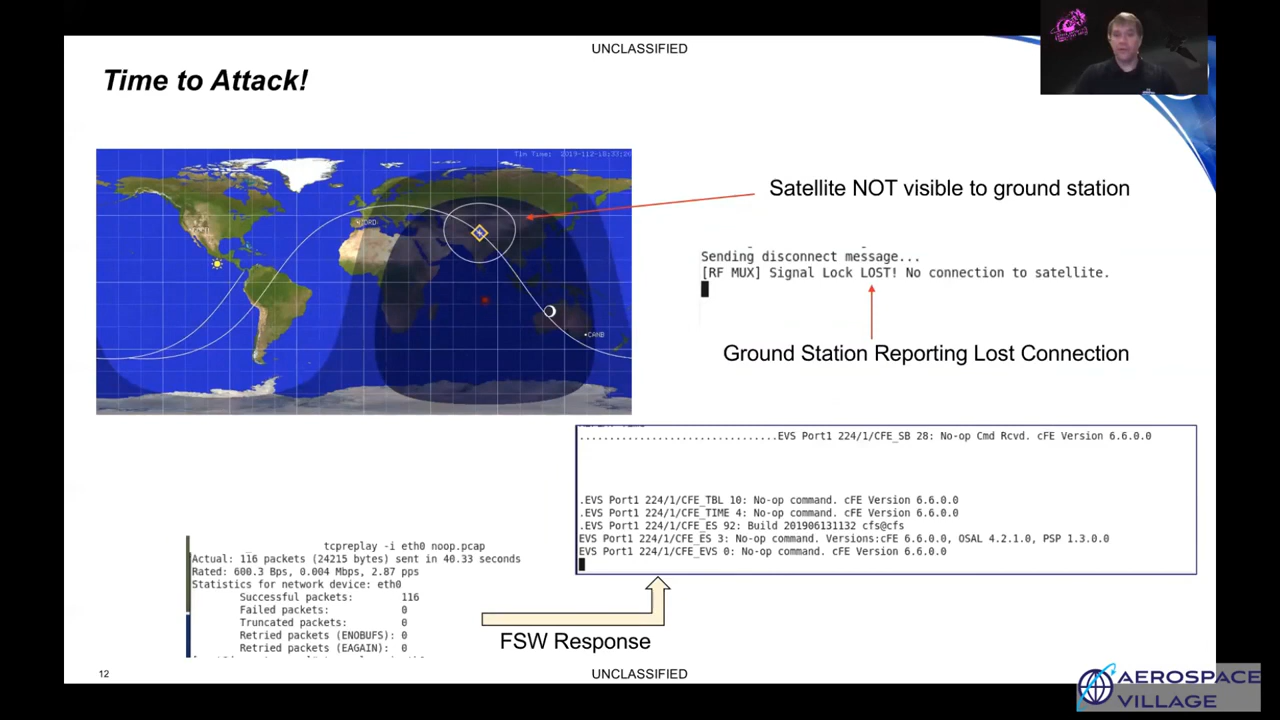 UNCLASSIFIED
Time to Attack!
Satellite NOT visible to ground station
Sending disconnect message...
[RF MUX] Signal Lock LOST! No connection to satellite.
CANB
Ground Station Reporting Lost Connection
...............................EVS Port1 224/1/CFE_SB 28: No-op Cmd Rcvd. cFE Version 6.6.0.0
.EVS Port1 224/1/CFE_TBL 10: No-op command. cFE Version 6.6.0.0
.EVS Port1 224/1/CFE_TIME 4: No-op command. cFE Version 6.6.0.0
.EVS Port1 224/1/CFE_ES 92: Build 201906131132 cfs@cfs
EVS Port1 224/1/CFE_ES 3: No-op command. Versions:cFE 6.6.0.0, OSAL 4.2.1.0, PSP 1.3.0.0
EVS Port1 224/1/CFE_EVS 0: No-op command. cFE Version 6.6.0.0
tcpreplay -i eth0 noop.pcap
Actual: 116 packets (24215 bytes) sent in 40.33 seconds
Rated: 600.3 Bps, 0.004 Mbps, 2.87 pps
Statistics for network device: eth0
Successful packets: 116
Failed packets: 0
Truncated packets: 0
Retried packets (ENOBUFS): 0
Retried packets (EAGAIN): 0
FSW Response
12
UNCLASSIFIED
AEROSPACE
VILLAGE